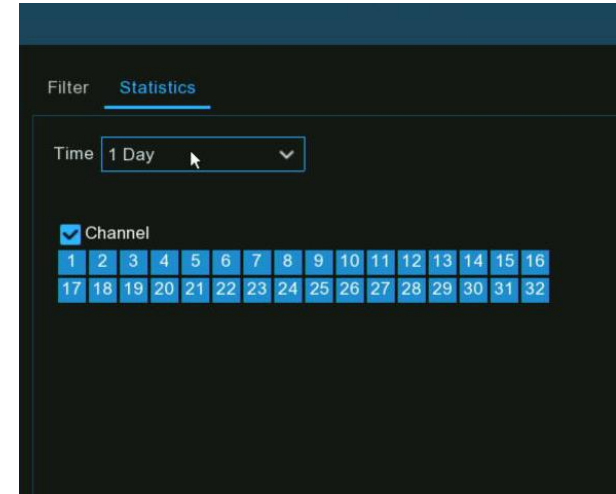 Filter Statistics
Time 1 Day
Channel
1 2 3 4 5 6 7 8 9 10 11 12 13 14 15 16
17 18 19 20 21 22 23 24 25 26 27 28 29 30 31 32